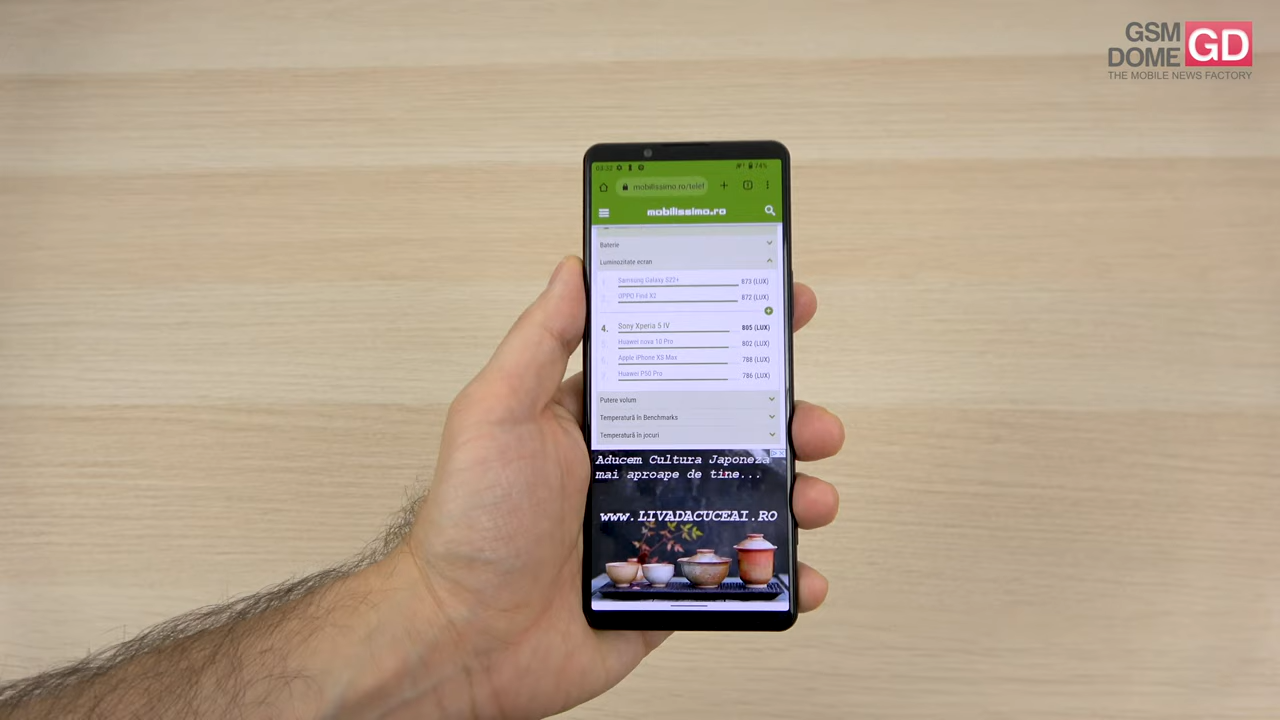 GSM
DOME GD
THE MOBILE NEWS FACTORY
74%
mobilissimo.ro/telef
mobilissimo.ro
Baterie
Luminozitate ecran
Samsung Galaxy S22+ 873 (LUX)
OPPO Find X2 872 (LUX)
4. Sony Xperia 5 IV 805 (LUX)
Huawei nova 10 Pro 802 (LUX)
Apple iPhone XS Max 788 (LUX)
Huawei P50 Pro 786 (LUX)
Putere volum
Temperatură în Benchmarks
Temperatură în jocuri
Aducem Cultura Japoneza
mai aproape de tine...
www.LIVADACUCEAI.RO